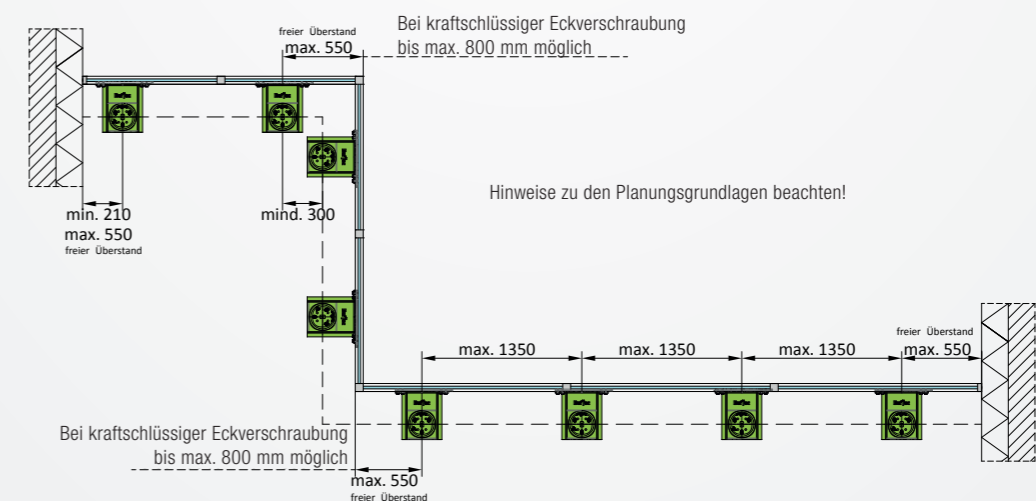 freier Überstand
max. 550
Bei kraftschlüssiger Eckverschraubung
bis max. 800 mm möglich
Hinweise zu den Planungsgrundlagen beachten!
min. 210
max. 550
freier Überstand
mind. 300
max. 1350
max. 1350
max. 1350
freier Überstand
max. 550
Bei kraftschlüssiger Eckverschraubung
bis max. 800 mm möglich
max. 550
freier Überstand